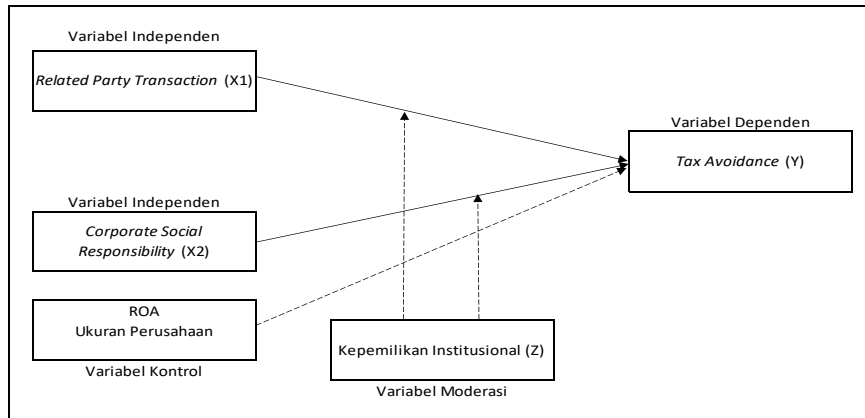 Variabel Independen
Related Party Transaction (X1)
Variabel Dependen
Tax Avoidance (Y)
Variabel Independen
Corporate Social
Responsibility (X2)
ROA
Ukuran Perusahaan
Variabel Kontrol
Kepemilikan Institusional (Z)
Variabel Moderasi